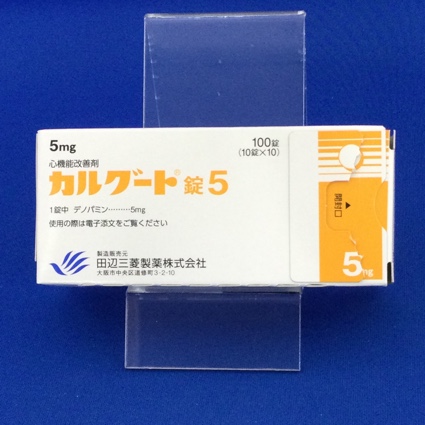 5mg
100錠
(10錠×10)
心機能改善剤
カルグート®錠5
1錠中 デノパミン………5mg
使用の際は電子添文をご覧ください
製造販売元
田辺三菱製薬株式会社
大阪市中央区道修町3-2-10
▲
開封口
5mg